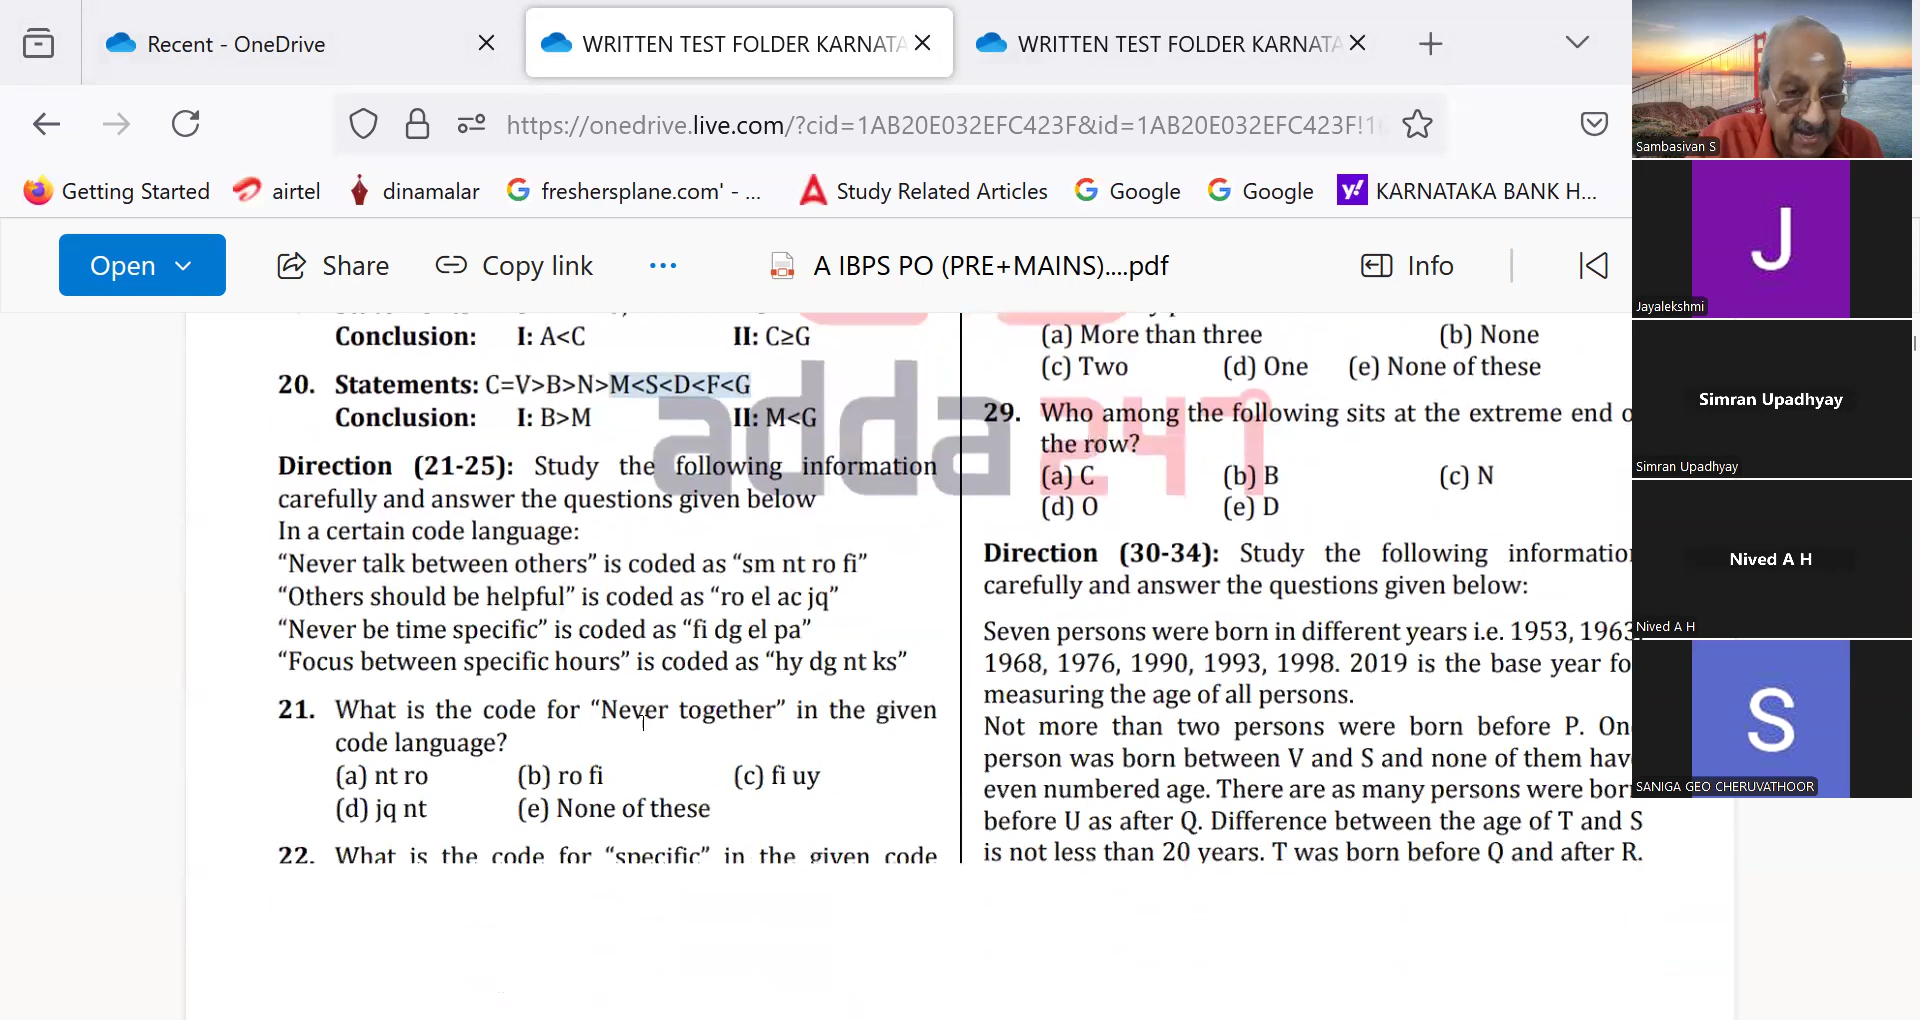 Recent - OneDrive
WRITTEN TEST FOLDER KARNATA
WRITTEN TEST FOLDER KARNATA
https://onedrive.live.com/?cid=1AB20E032EFC423F&id=1AB20E032EFC423F!1
Getting Started
airtel
dinamalar
freshersplane.com' - ...
Study Related Articles
Google
Google
KARNATAKA BANK H...
Open
Share
Copy link
A IBPS PO (PRE+MAINS)....pdf
Info
Conclusion: I: A<C II: C≥G
20. Statements: C=V>B>N>M<S<D<F<G
Conclusion: I: B>M II: M<G
Direction (21-25): Study the following information
carefully and answer the questions given below
In a certain code language:
“Never talk between others” is coded as “sm nt ro fi”
“Others should be helpful” is coded as “ro el ac jq”
“Never be time specific” is coded as “fi dg el pa”
“Focus between specific hours” is coded as “hy dg nt ks”
21. What is the code for “Never together” in the given
code language?
(a) nt ro (b) ro fi (c) fi uy
(d) jq nt (e) None of these
22. What is the code for “specific” in the given code
(a) More than three (b) None
(c) Two (d) One (e) None of these
29. Who among the following sits at the extreme end o
the row?
(a) C (b) B (c) N
(d) O (e) D
Direction (30-34): Study the following information
carefully and answer the questions given below:
Seven persons were born in different years i.e. 1953, 1963,
1968, 1976, 1990, 1993, 1998. 2019 is the base year fo
measuring the age of all persons.
Not more than two persons were born before P. On
person was born between V and S and none of them hav
even numbered age. There are as many persons were bor
before U as after Q. Difference between the age of T and S
is not less than 20 years. T was born before Q and after R.
adda 247
Sambasivan S
J
Jayalekshmi
Simran Upadhyay
Simran Upadhyay
Nived A H
Nived A H
S
SANIGA GEO CHERUVATHOOR